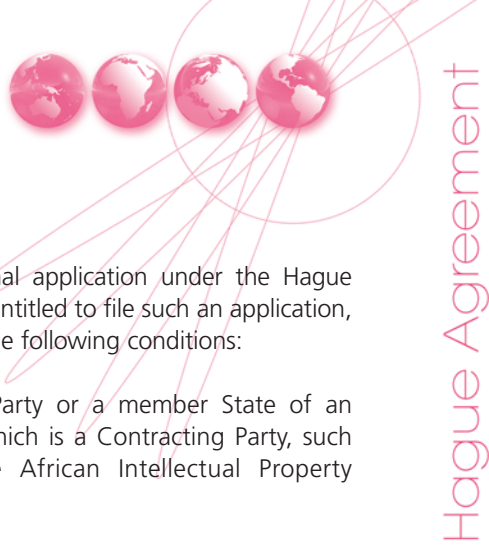 Hague Agreement
al application under the Hague
ntitled to file such an application,
e following conditions:
Party or a member State of an
hich is a Contracting Party, such
African Intellectual Property